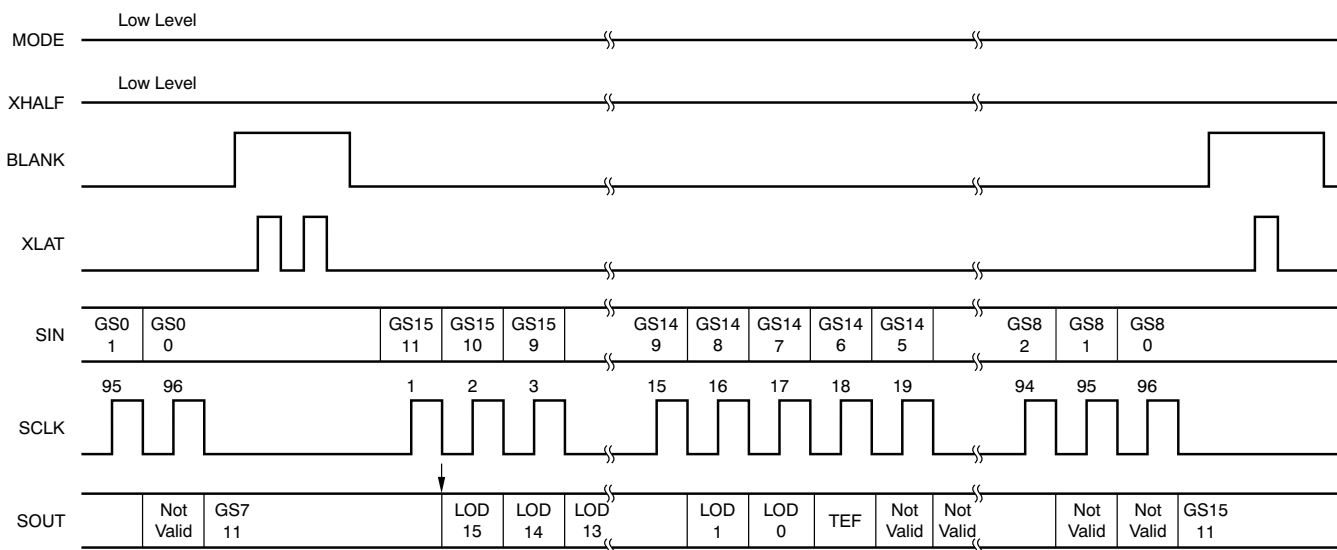 Low Level
MODE
Low Level
XHALF
BLANK
XLAT
SIN
GS0 1
GS0 0
GS15 11
GS15 10
GS15 9
GS14 9
GS14 8
GS14 7
GS14 6
GS14 5
GS8 2
GS8 1
GS8 0
95 96 1 2 3 15 16 17 18 19 94 95 96
SCLK
SOUT
Not Valid
GS7 11
LOD 15
LOD 14
LOD 13
LOD 1
LOD 0
TEF
Not Valid
Not Valid
Not Valid
Not Valid
GS15 11